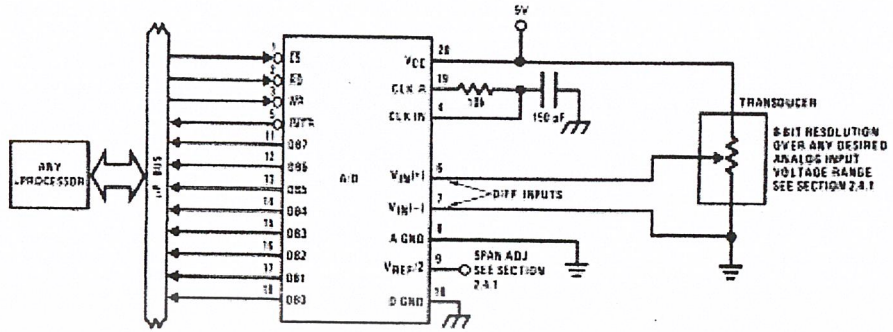 5V
1
CS
2
RD
3
WR
5
INTR
11
DB7
12
DB6
13
DB5
14
DB4
15
DB3
16
DB2
17
DB1
18
DB0
ANY
μPROCESSOR
μP BUS
A/D
VCC
20
CLK R
19
10k
CLK IN
4
150 pF
VIN(+)
6
DIFF INPUTS
VIN(−)
7
A GND
8
VREF/2
9
SPAN ADJ
SEE SECTION
2.4.1
D GND
10
TRANSDUCER
8-BIT RESOLUTION
OVER ANY DESIRED
ANALOG INPUT
VOLTAGE RANGE
SEE SECTION 2.4.1